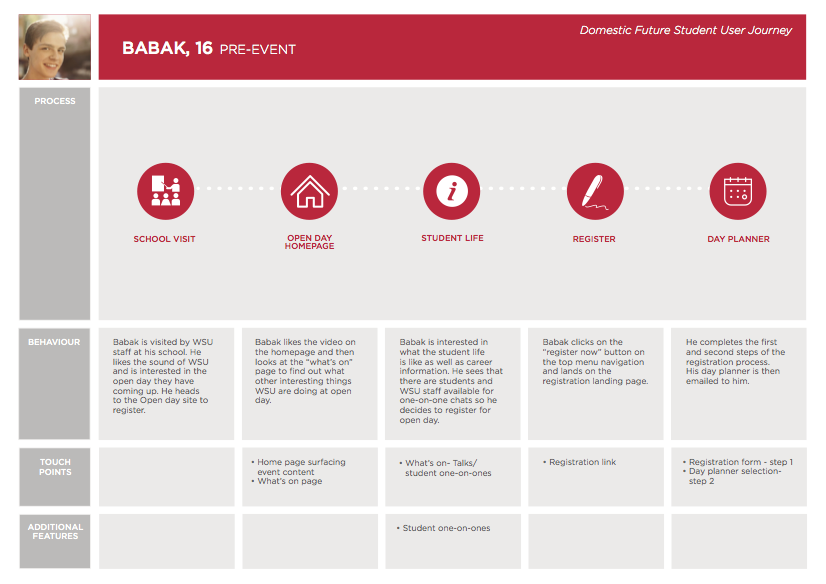 Domestic Future Student User Journey
BABAK, 16 PRE-EVENT
PROCESS
SCHOOL VISIT
OPEN DAY
HOMEPAGE
STUDENT LIFE
REGISTER
DAY PLANNER
BEHAVIOUR
Babak is visited by WSU
staff at his school. He
likes the sound of WSU
and is interested in the
open day they have
coming up. He heads
to the Open day site to
register.
Babak likes the video on
the homepage and then
looks at the “what’s on”
page to find out what
other interesting things
WSU are doing at open
day.
Babak is interested in
what the student life
is like as well as career
information. He sees that
there are students and
WSU staff available for
one-on-one chats so he
decides to register for
open day.
Babak clicks on the
“register now” button on
the top menu navigation
and lands on the
registration landing page.
He completes the first
and second steps of the
registration process.
His day planner is then
emailed to him.
TOUCH
POINTS
• Home page surfacing
event content
• What’s on page
• What’s on- Talks/
student one-on-ones
• Registration link
• Registration form - step 1
• Day planner selection-
step 2
ADDITIONAL
FEATURES
• Student one-on-ones